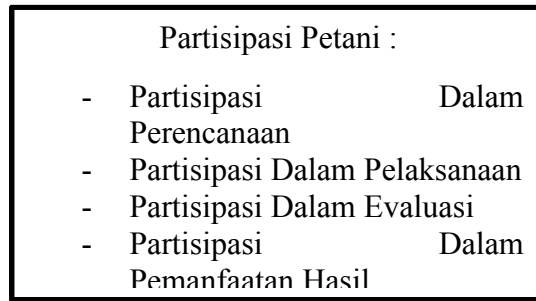 Partisipasi Petani :
- Partisipasi Dalam
Perencanaan
- Partisipasi Dalam Pelaksanaan
- Partisipasi Dalam Evaluasi
- Partisipasi Dalam
Pemanfaatan Hasil